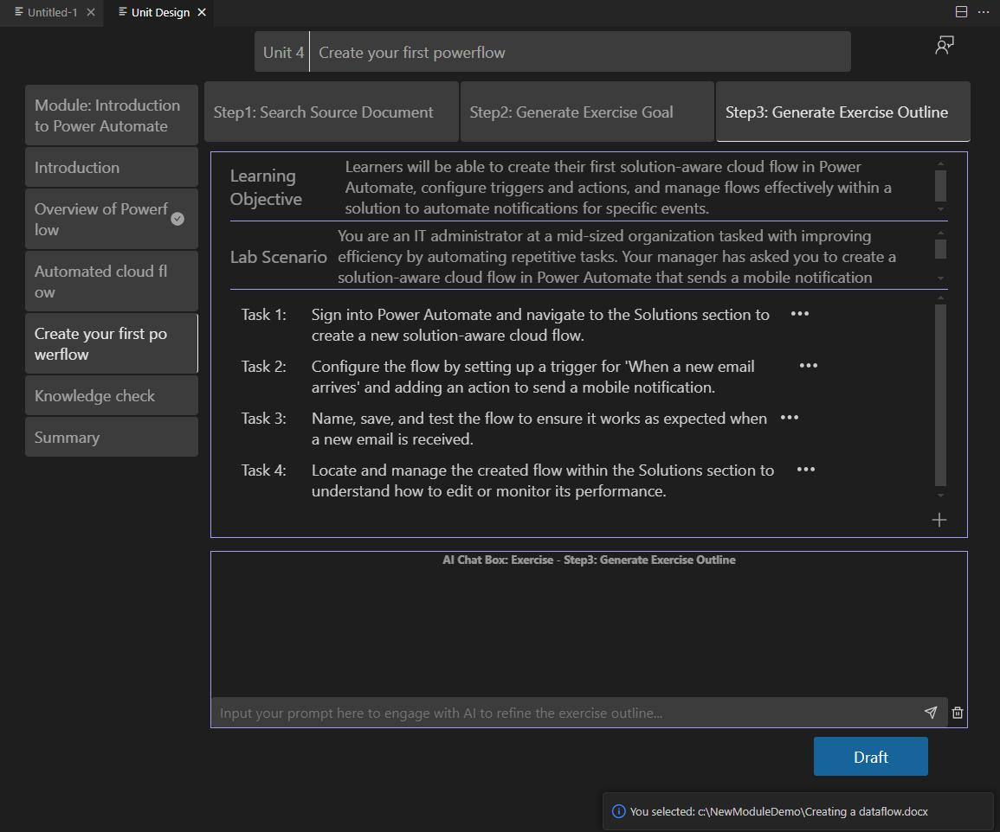 Untitled-1
Unit Design
Unit 4
Create your first powerflow
Module: Introduction
to Power Automate
Introduction
Overview of Powerf
low
Automated cloud fl
ow
Create your first po
werflow
Knowledge check
Summary
Step1: Search Source Document
Step2: Generate Exercise Goal
Step3: Generate Exercise Outline
Learning
Objective
Learners will be able to create their first solution-aware cloud flow in Power
Automate, configure triggers and actions, and manage flows effectively within a
solution to automate notifications for specific events.
Lab Scenario
You are an IT administrator at a mid-sized organization tasked with improving
efficiency by automating repetitive tasks. Your manager has asked you to create a
solution-aware cloud flow in Power Automate that sends a mobile notification
Task 1: Sign into Power Automate and navigate to the Solutions section to
create a new solution-aware cloud flow.
Task 2: Configure the flow by setting up a trigger for 'When a new email
arrives' and adding an action to send a mobile notification.
Task 3: Name, save, and test the flow to ensure it works as expected when
a new email is received.
Task 4: Locate and manage the created flow within the Solutions section to
understand how to edit or monitor its performance.
AI Chat Box: Exercise - Step3: Generate Exercise Outline
Input your prompt here to engage with AI to refine the exercise outline...
Draft
You selected: c:\NewModuleDemo\Creating a dataflow.docx